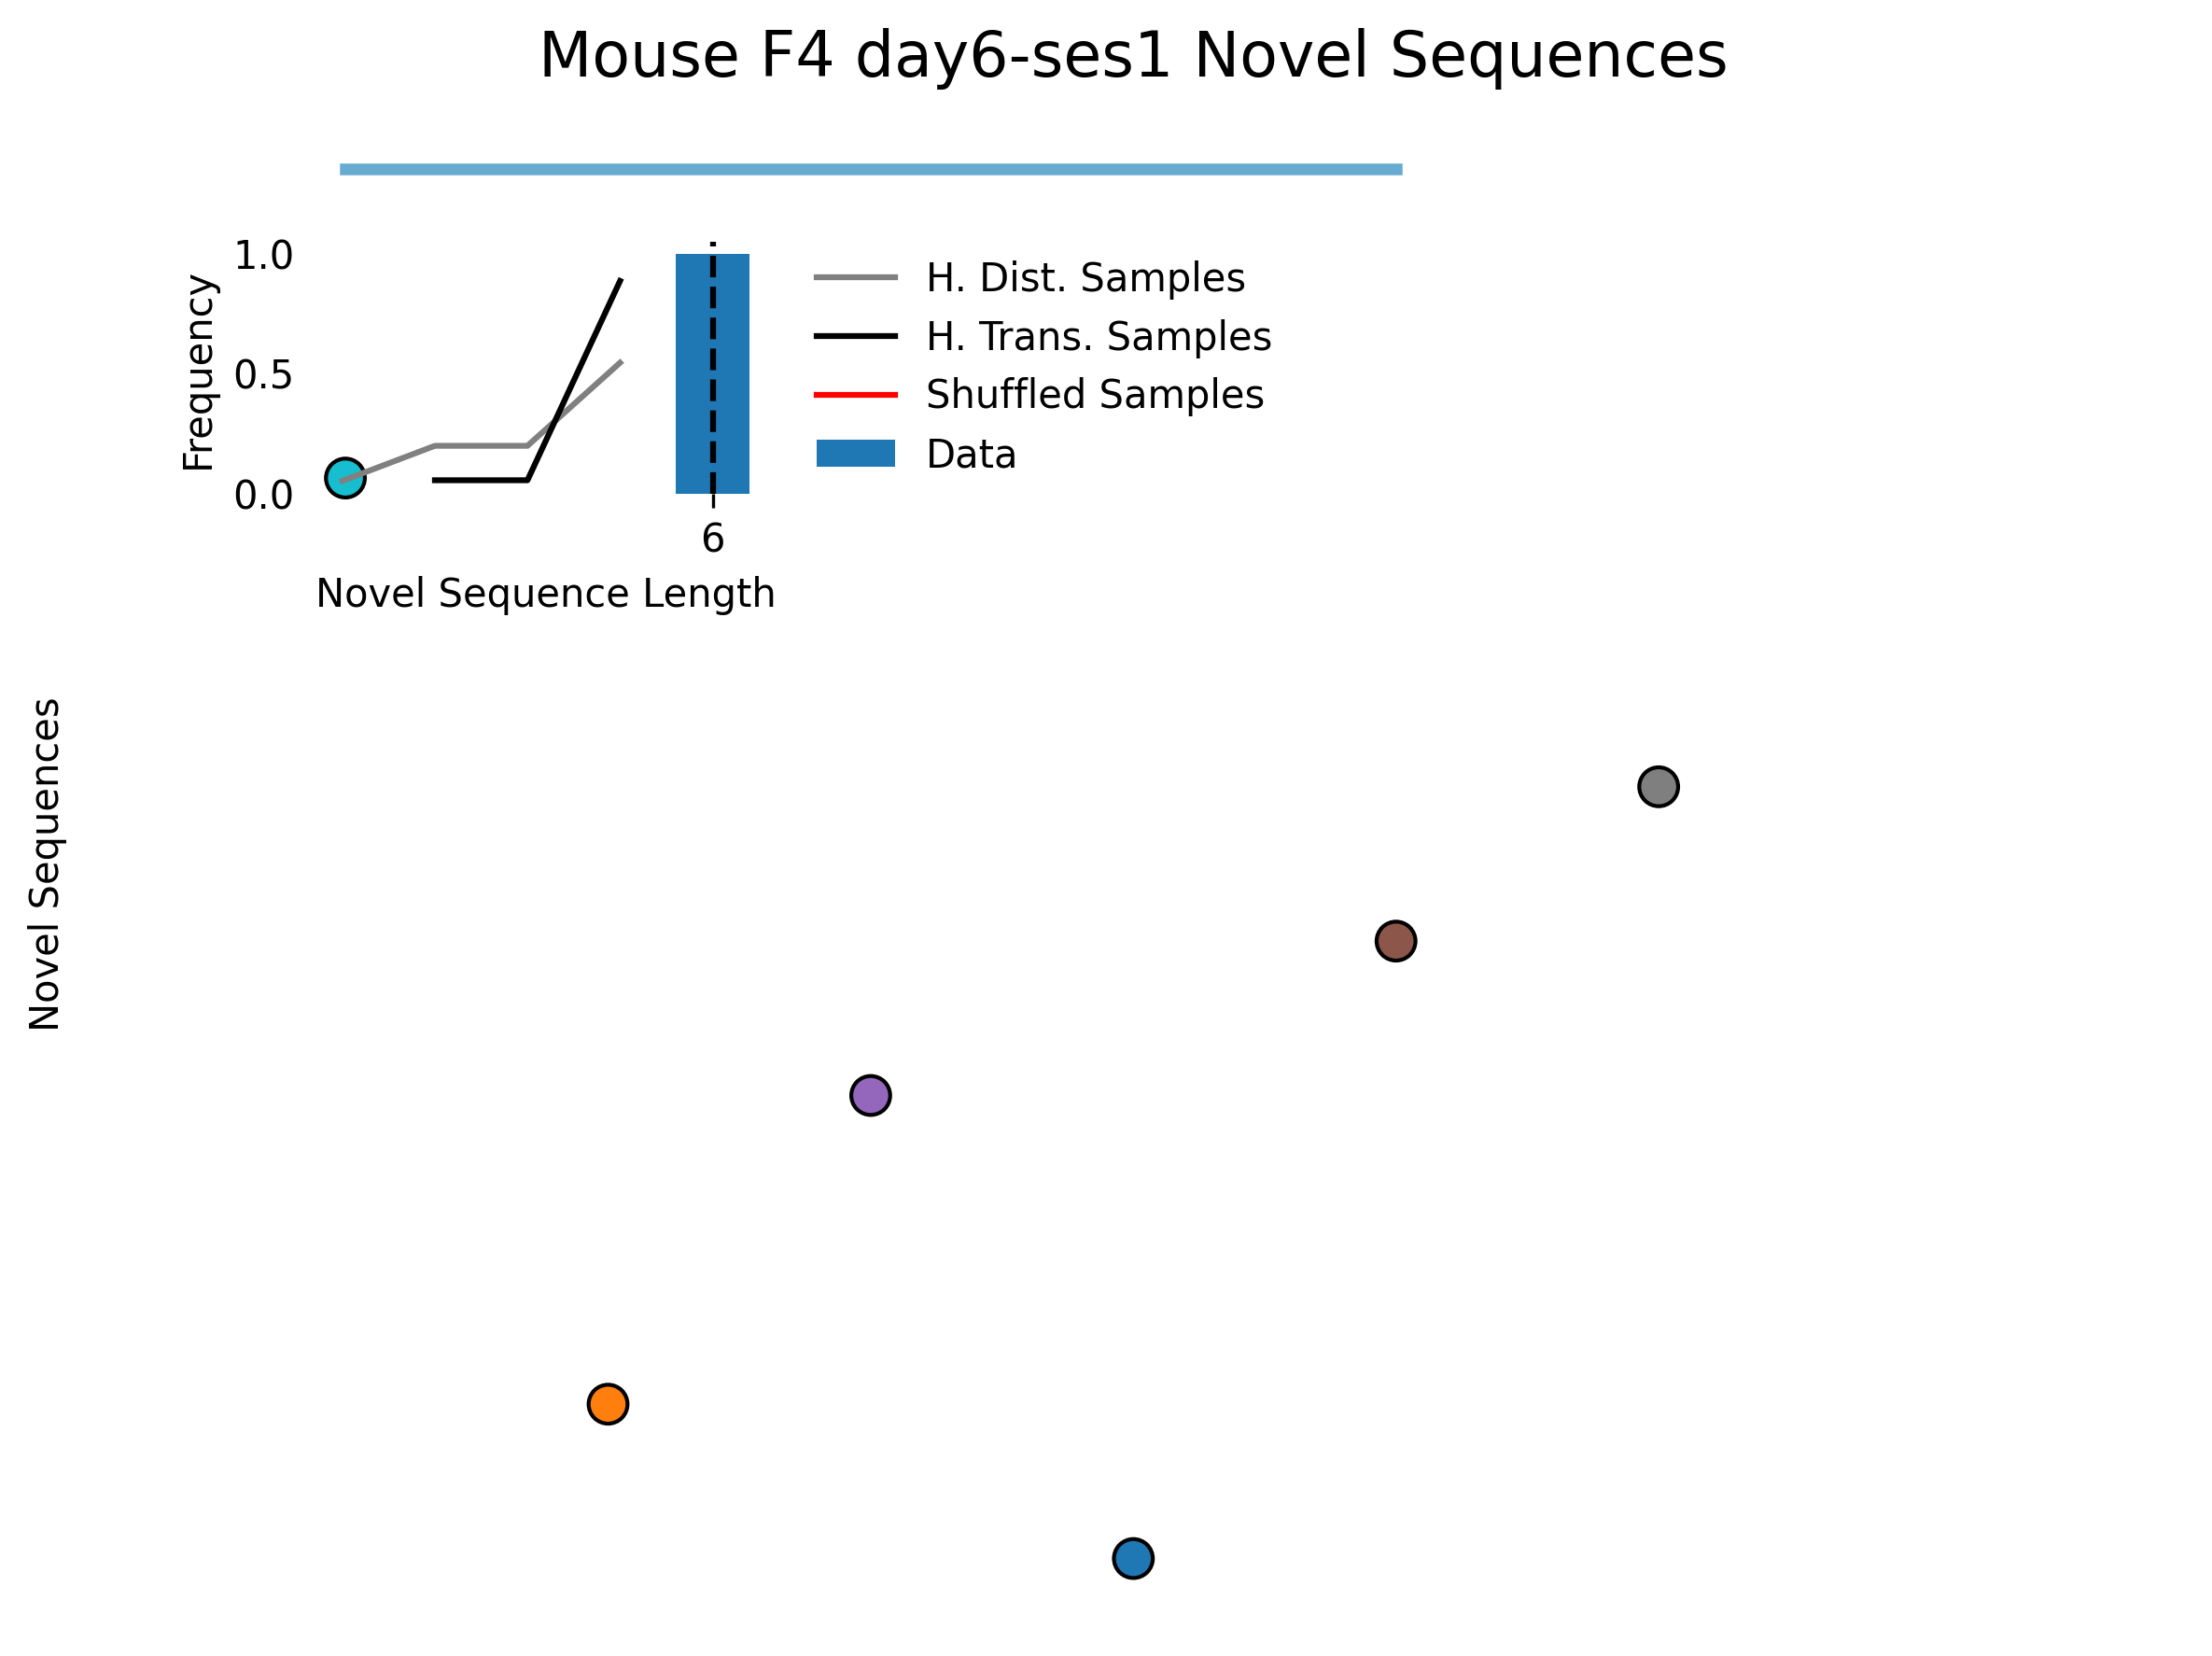 Mouse F4 day6-ses1 Novel Sequences
Frequency
1.0
0.5
0.0
6
Novel Sequence Length
H. Dist. Samples
H. Trans. Samples
Shuffled Samples
Data
Novel Sequences